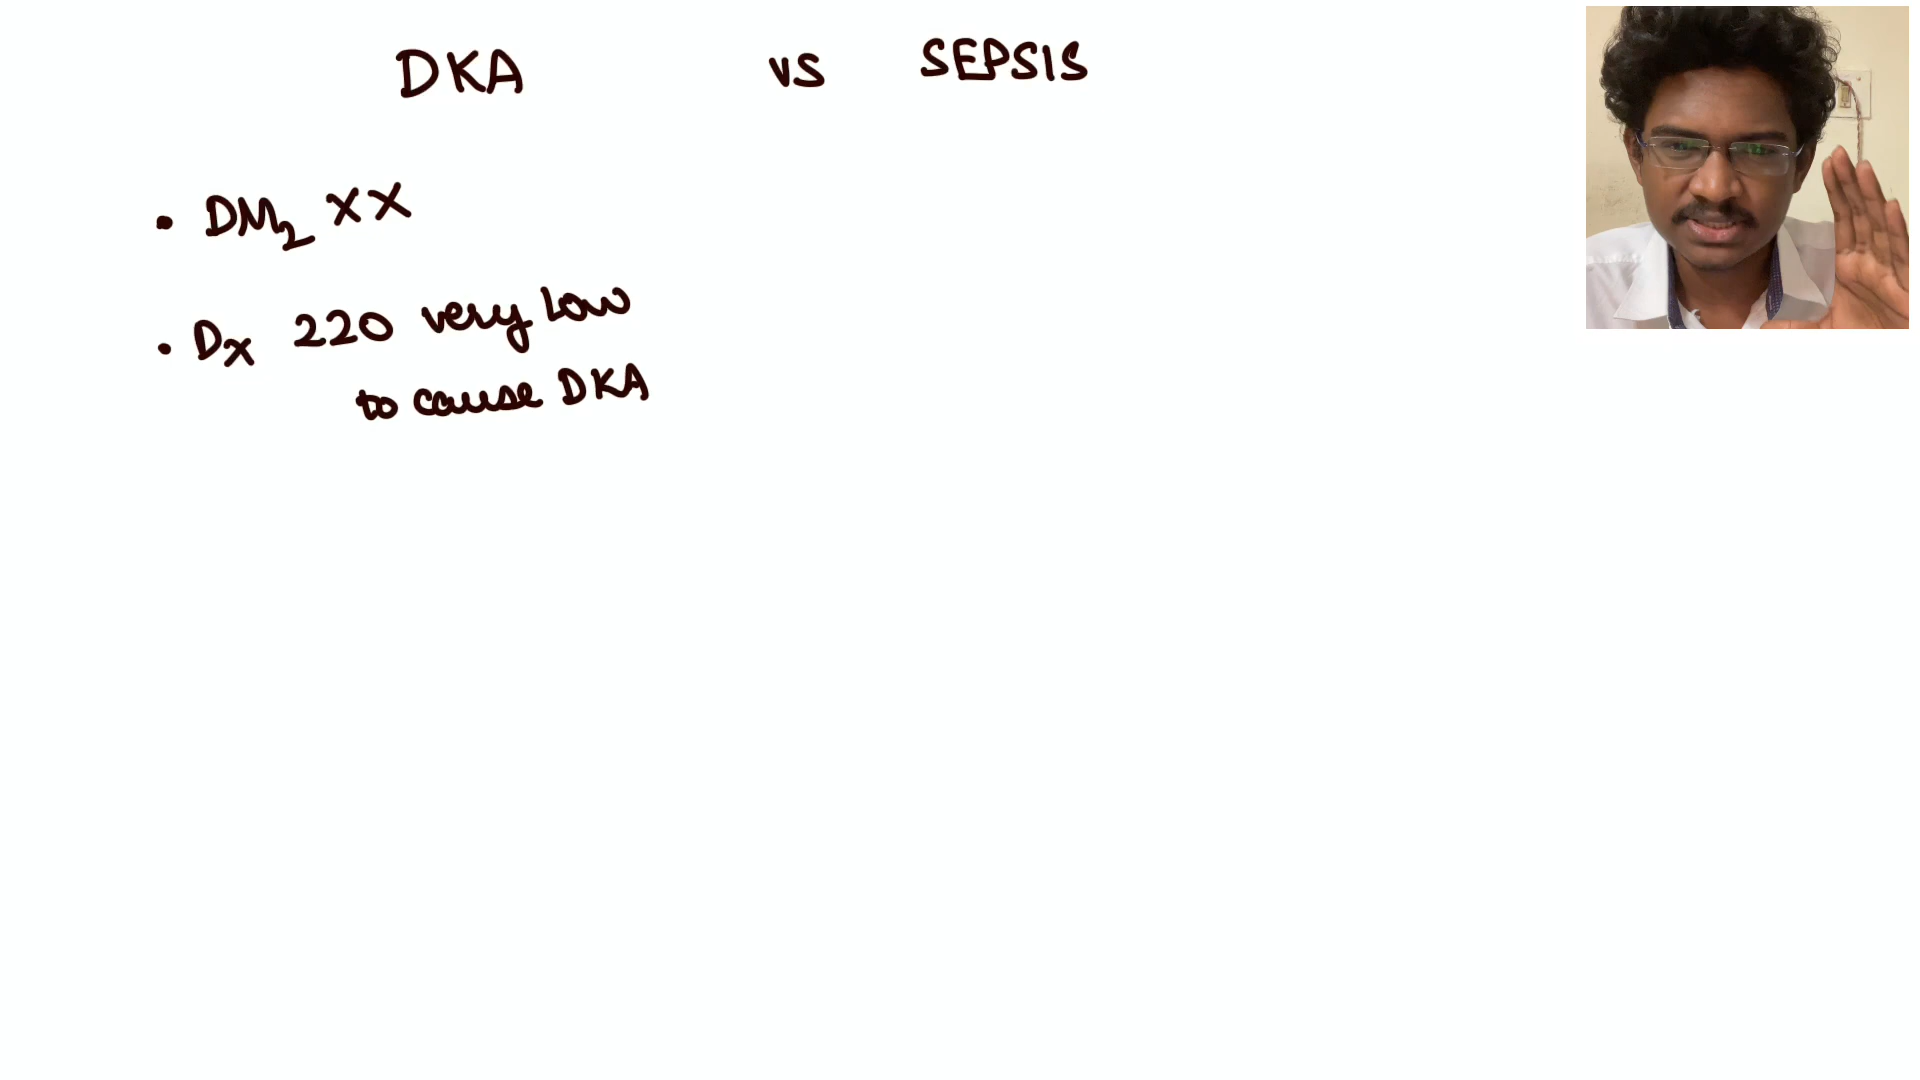 DKA vs SEPSIS
• DM2 XX
• Dx 220 very low
to cause DKA